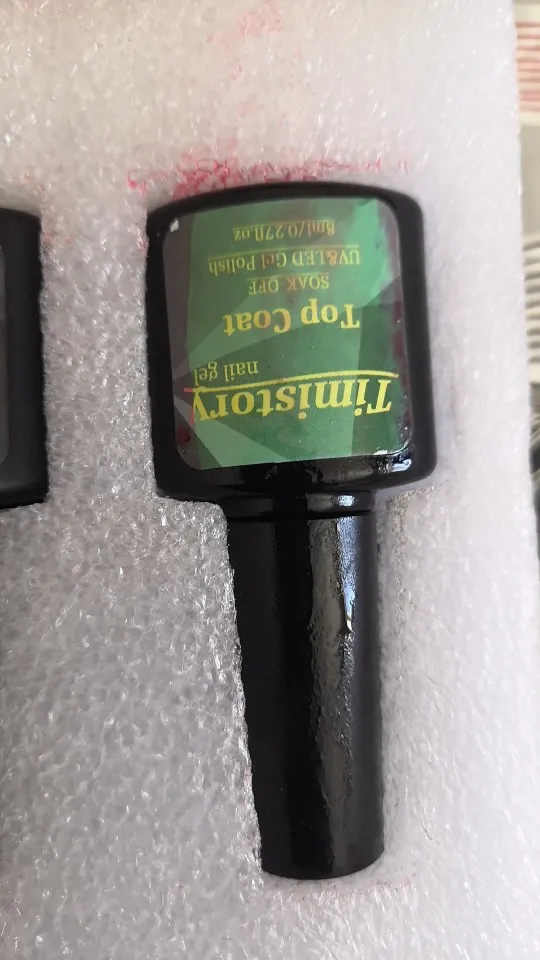 Timistory
nail gel
Top Coat
SOAK-OFF
UV&LED Gel Polish
8ml/0.27fl.oz